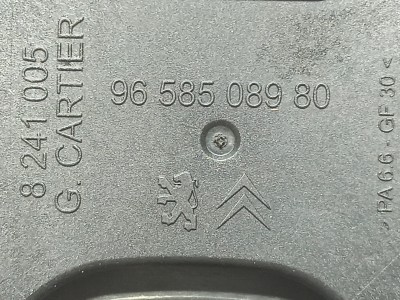 8 241 005
G. CARTIER
96 585 089 80
> PA 6.6 - GF 30 <